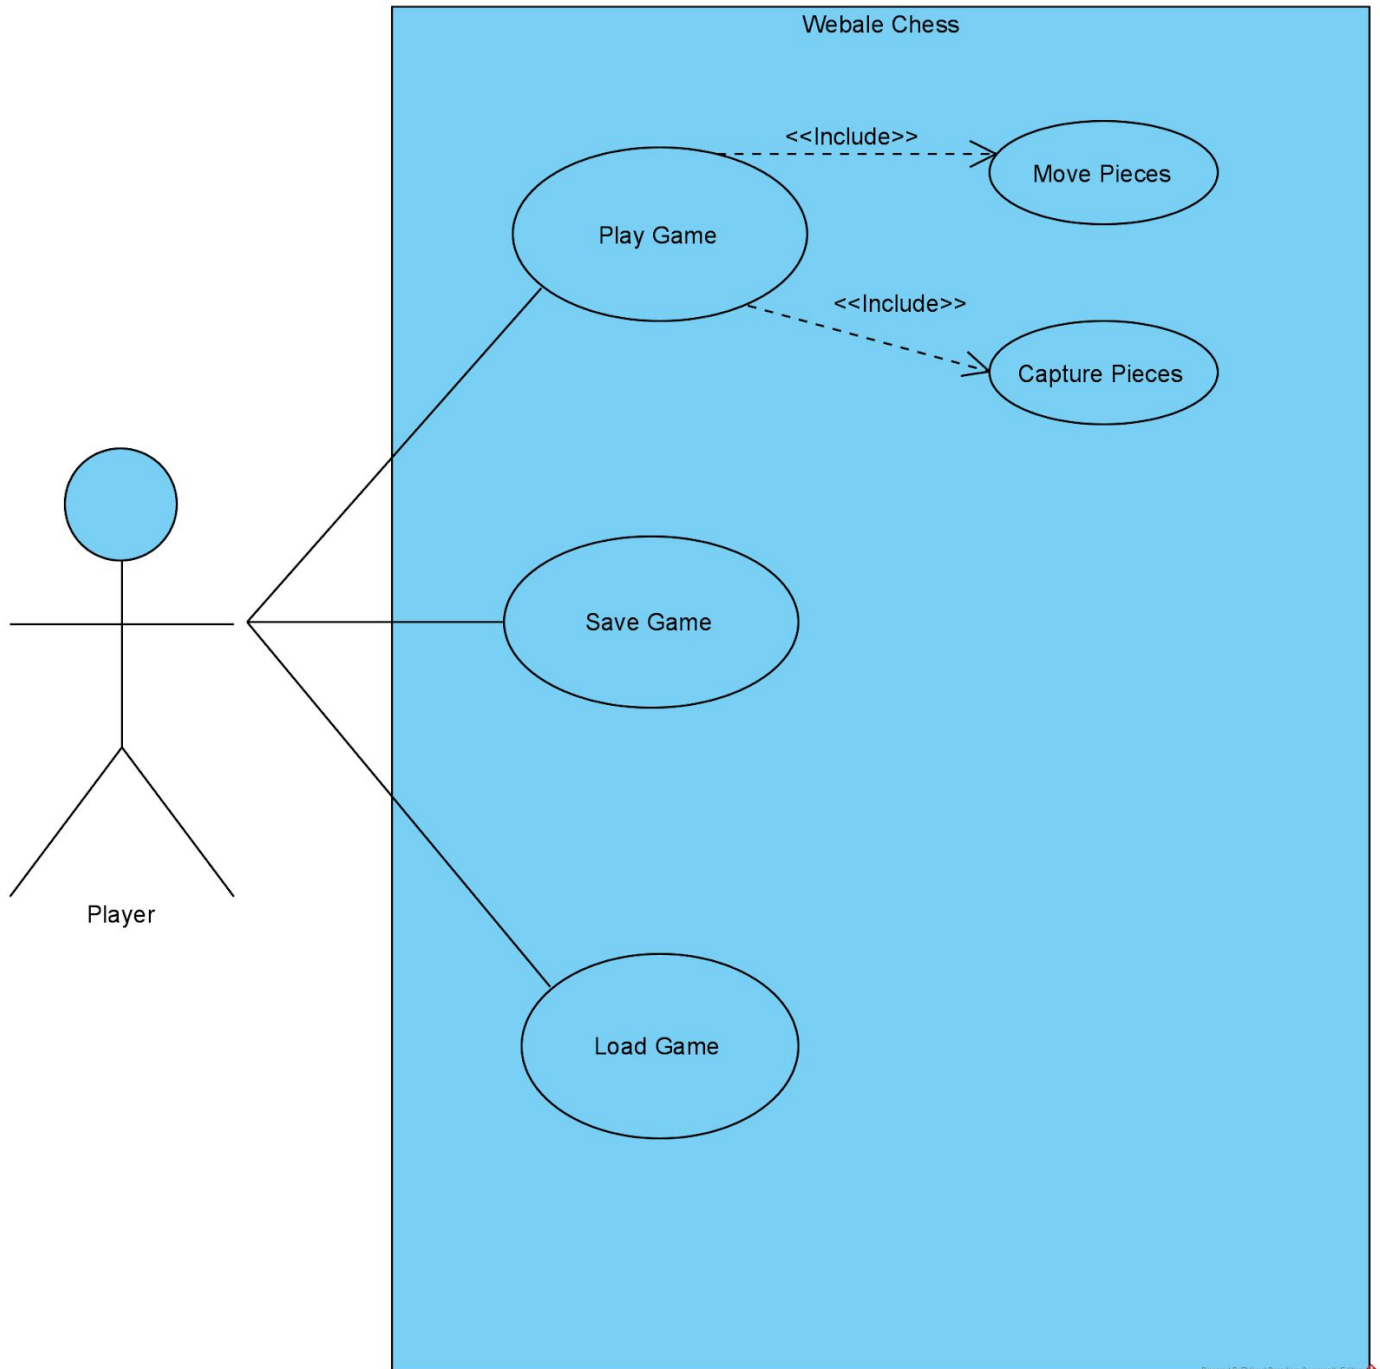 Webale Chess
<<Include>>
Move Pieces
Play Game
<<Include>>
Capture Pieces
Save Game
Player
Load Game